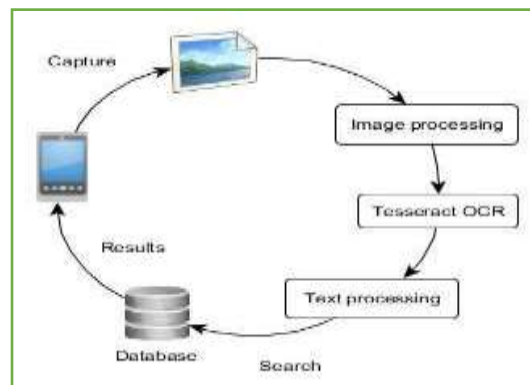 Capture
Image processing
Tesseract OCR
Text processing
Search
Database
Results